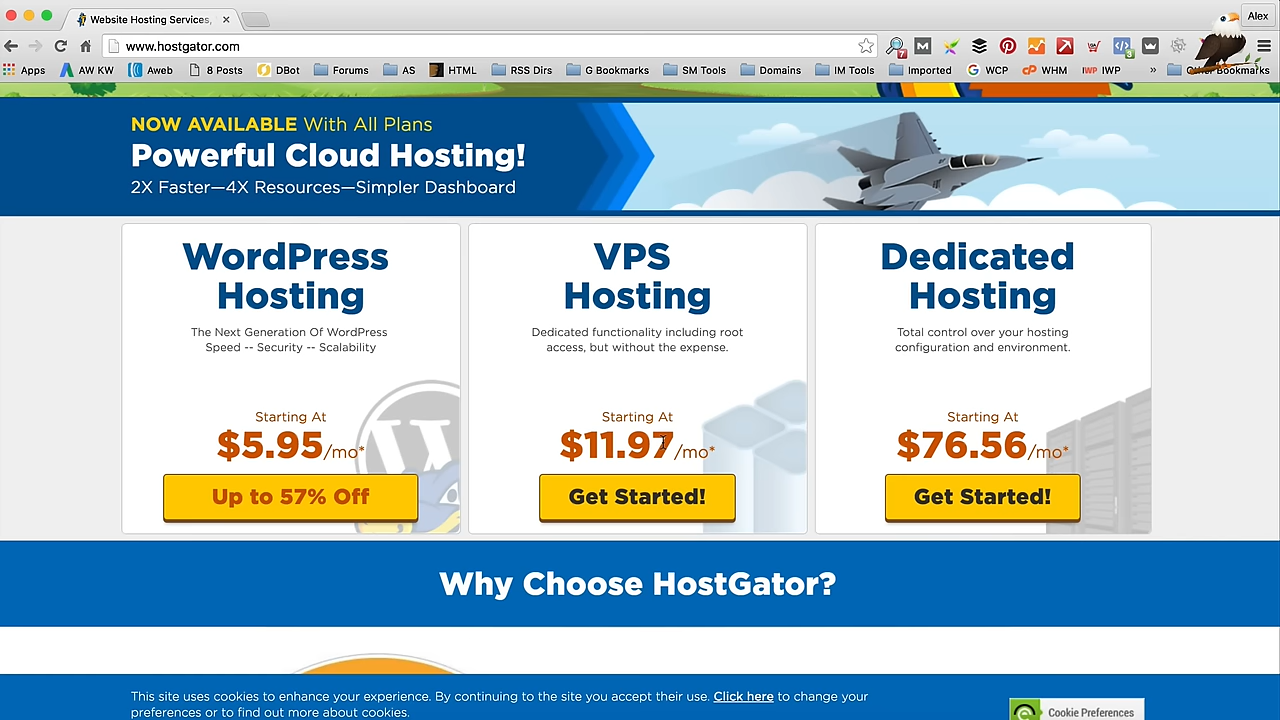 Website Hosting Services,
Alex
www.hostgator.com
7
8
Apps
AW KW
Aweb
8 Posts
DBot
Forums
AS
HTML
RSS Dirs
G Bookmarks
SM Tools
Domains
IM Tools
Imported
WCP
WHM
IWP
»
Other Bookmarks
NOW AVAILABLE With All Plans
Powerful Cloud Hosting!
2X Faster—4X Resources—Simpler Dashboard
WordPress
Hosting
The Next Generation Of WordPress
Speed -- Security -- Scalability
Starting At
$5.95/mo*
Up to 57% Off
VPS
Hosting
Dedicated functionality including root
access, but without the expense.
Starting At
$11.97/mo*
Get Started!
Dedicated
Hosting
Total control over your hosting
configuration and environment.
Starting At
$76.56/mo*
Get Started!
Why Choose HostGator?
This site uses cookies to enhance your experience. By continuing to the site you accept their use. Click here to change your
preferences or to find out more about cookies.
Cookie Preferences